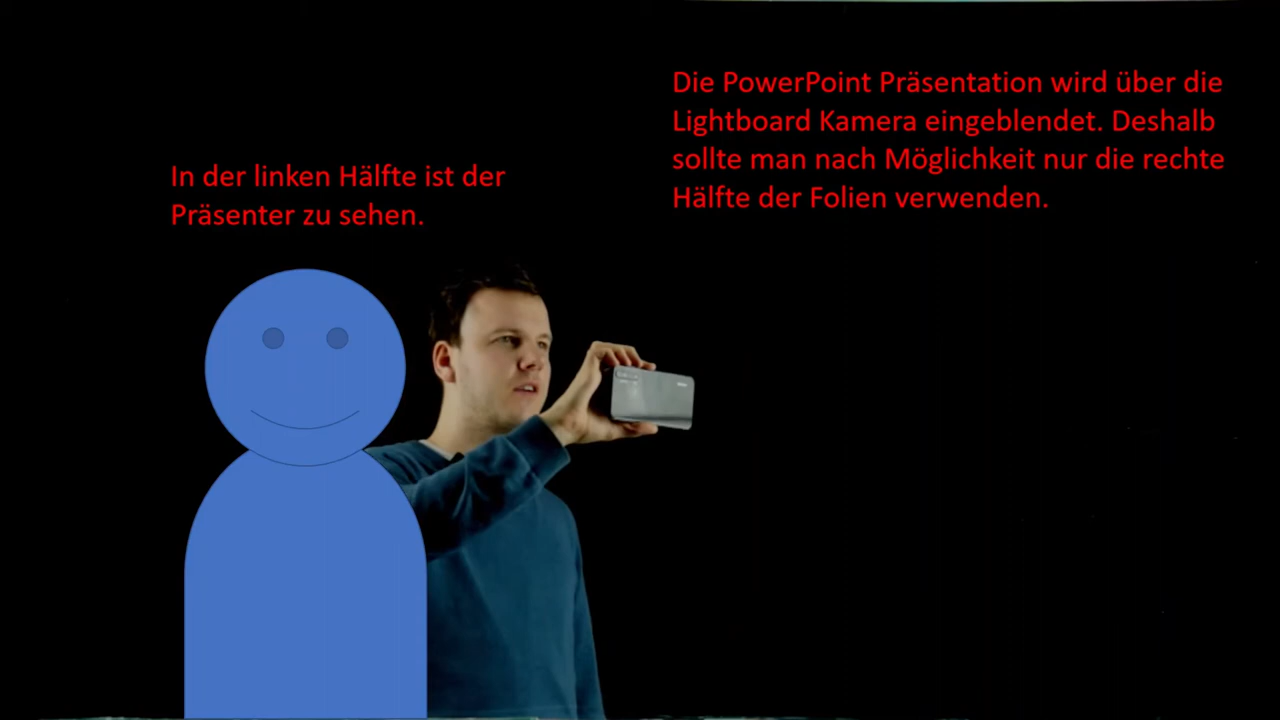 In der linken Hälfte ist der
Präsenter zu sehen.
Die PowerPoint Präsentation wird über die
Lightboard Kamera eingeblendet. Deshalb
sollte man nach Möglichkeit nur die rechte
Hälfte der Folien verwenden.